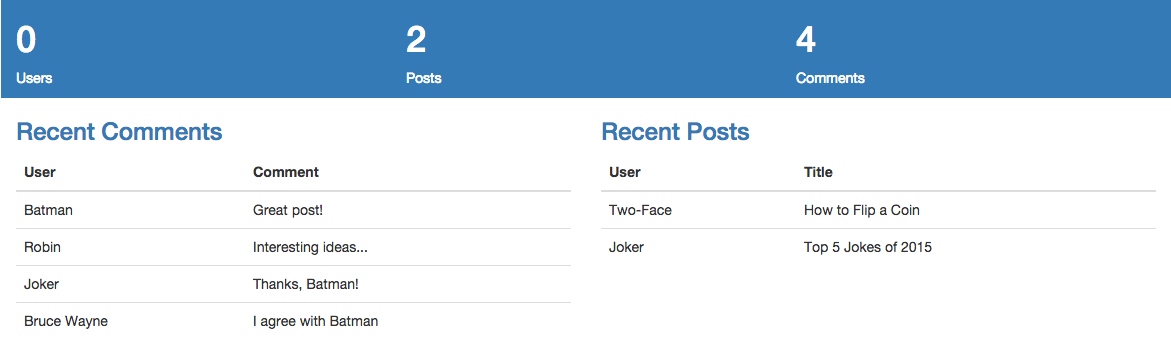 0 2 4
Users Posts Comments
Recent Comments
User Comment
Batman Great post!
Robin Interesting ideas...
Joker Thanks, Batman!
Bruce Wayne I agree with Batman
Recent Posts
User Title
Two-Face How to Flip a Coin
Joker Top 5 Jokes of 2015